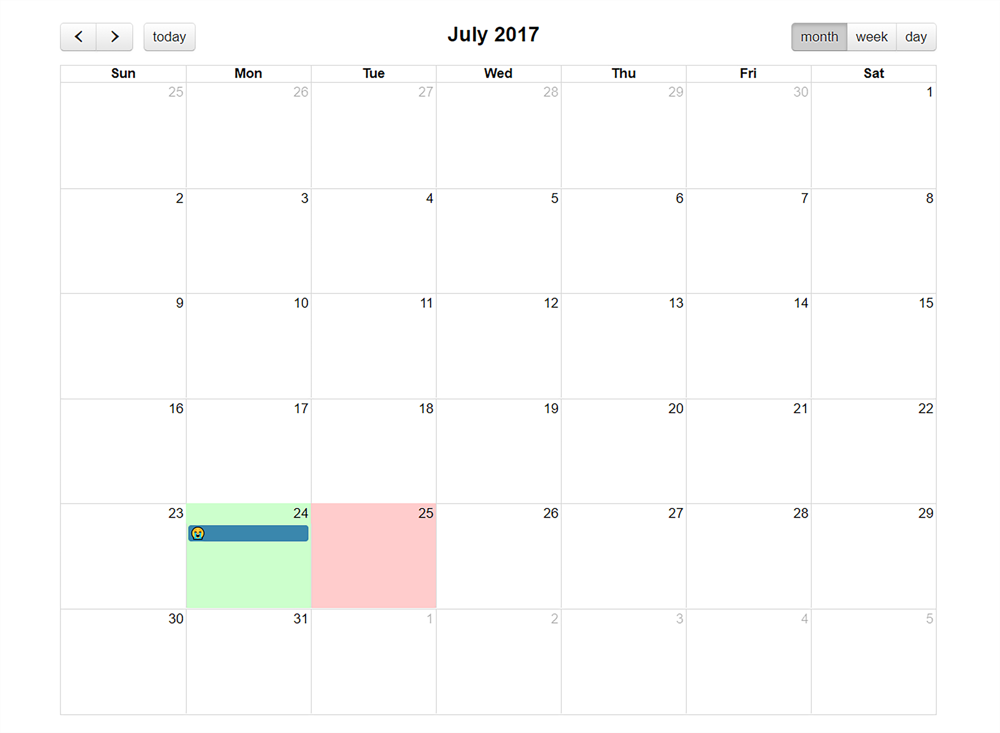 < > today July 2017 month week day
Sun Mon Tue Wed Thu Fri Sat
25 26 27 28 29 30 1
2 3 4 5 6 7 8
9 10 11 12 13 14 15
16 17 18 19 20 21 22
23 24 25 26 27 28 29
😭
30 31 1 2 3 4 5